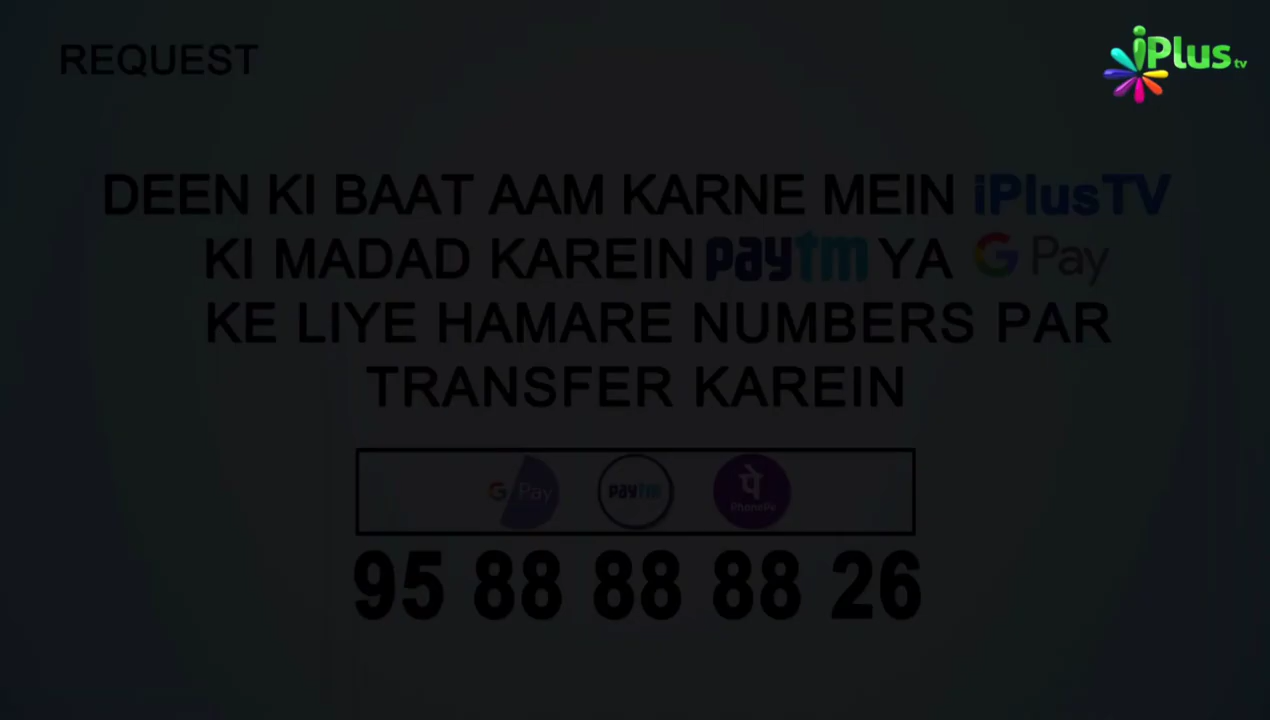 REQUEST
iPlus tv
DEEN KI BAAT AAM KARNE MEIN iPlusTV
KI MADAD KAREIN paytm YA G Pay
KE LIYE HAMARE NUMBERS PAR
TRANSFER KAREIN
G Pay paytm पे PhonePe
95 88 88 88 26